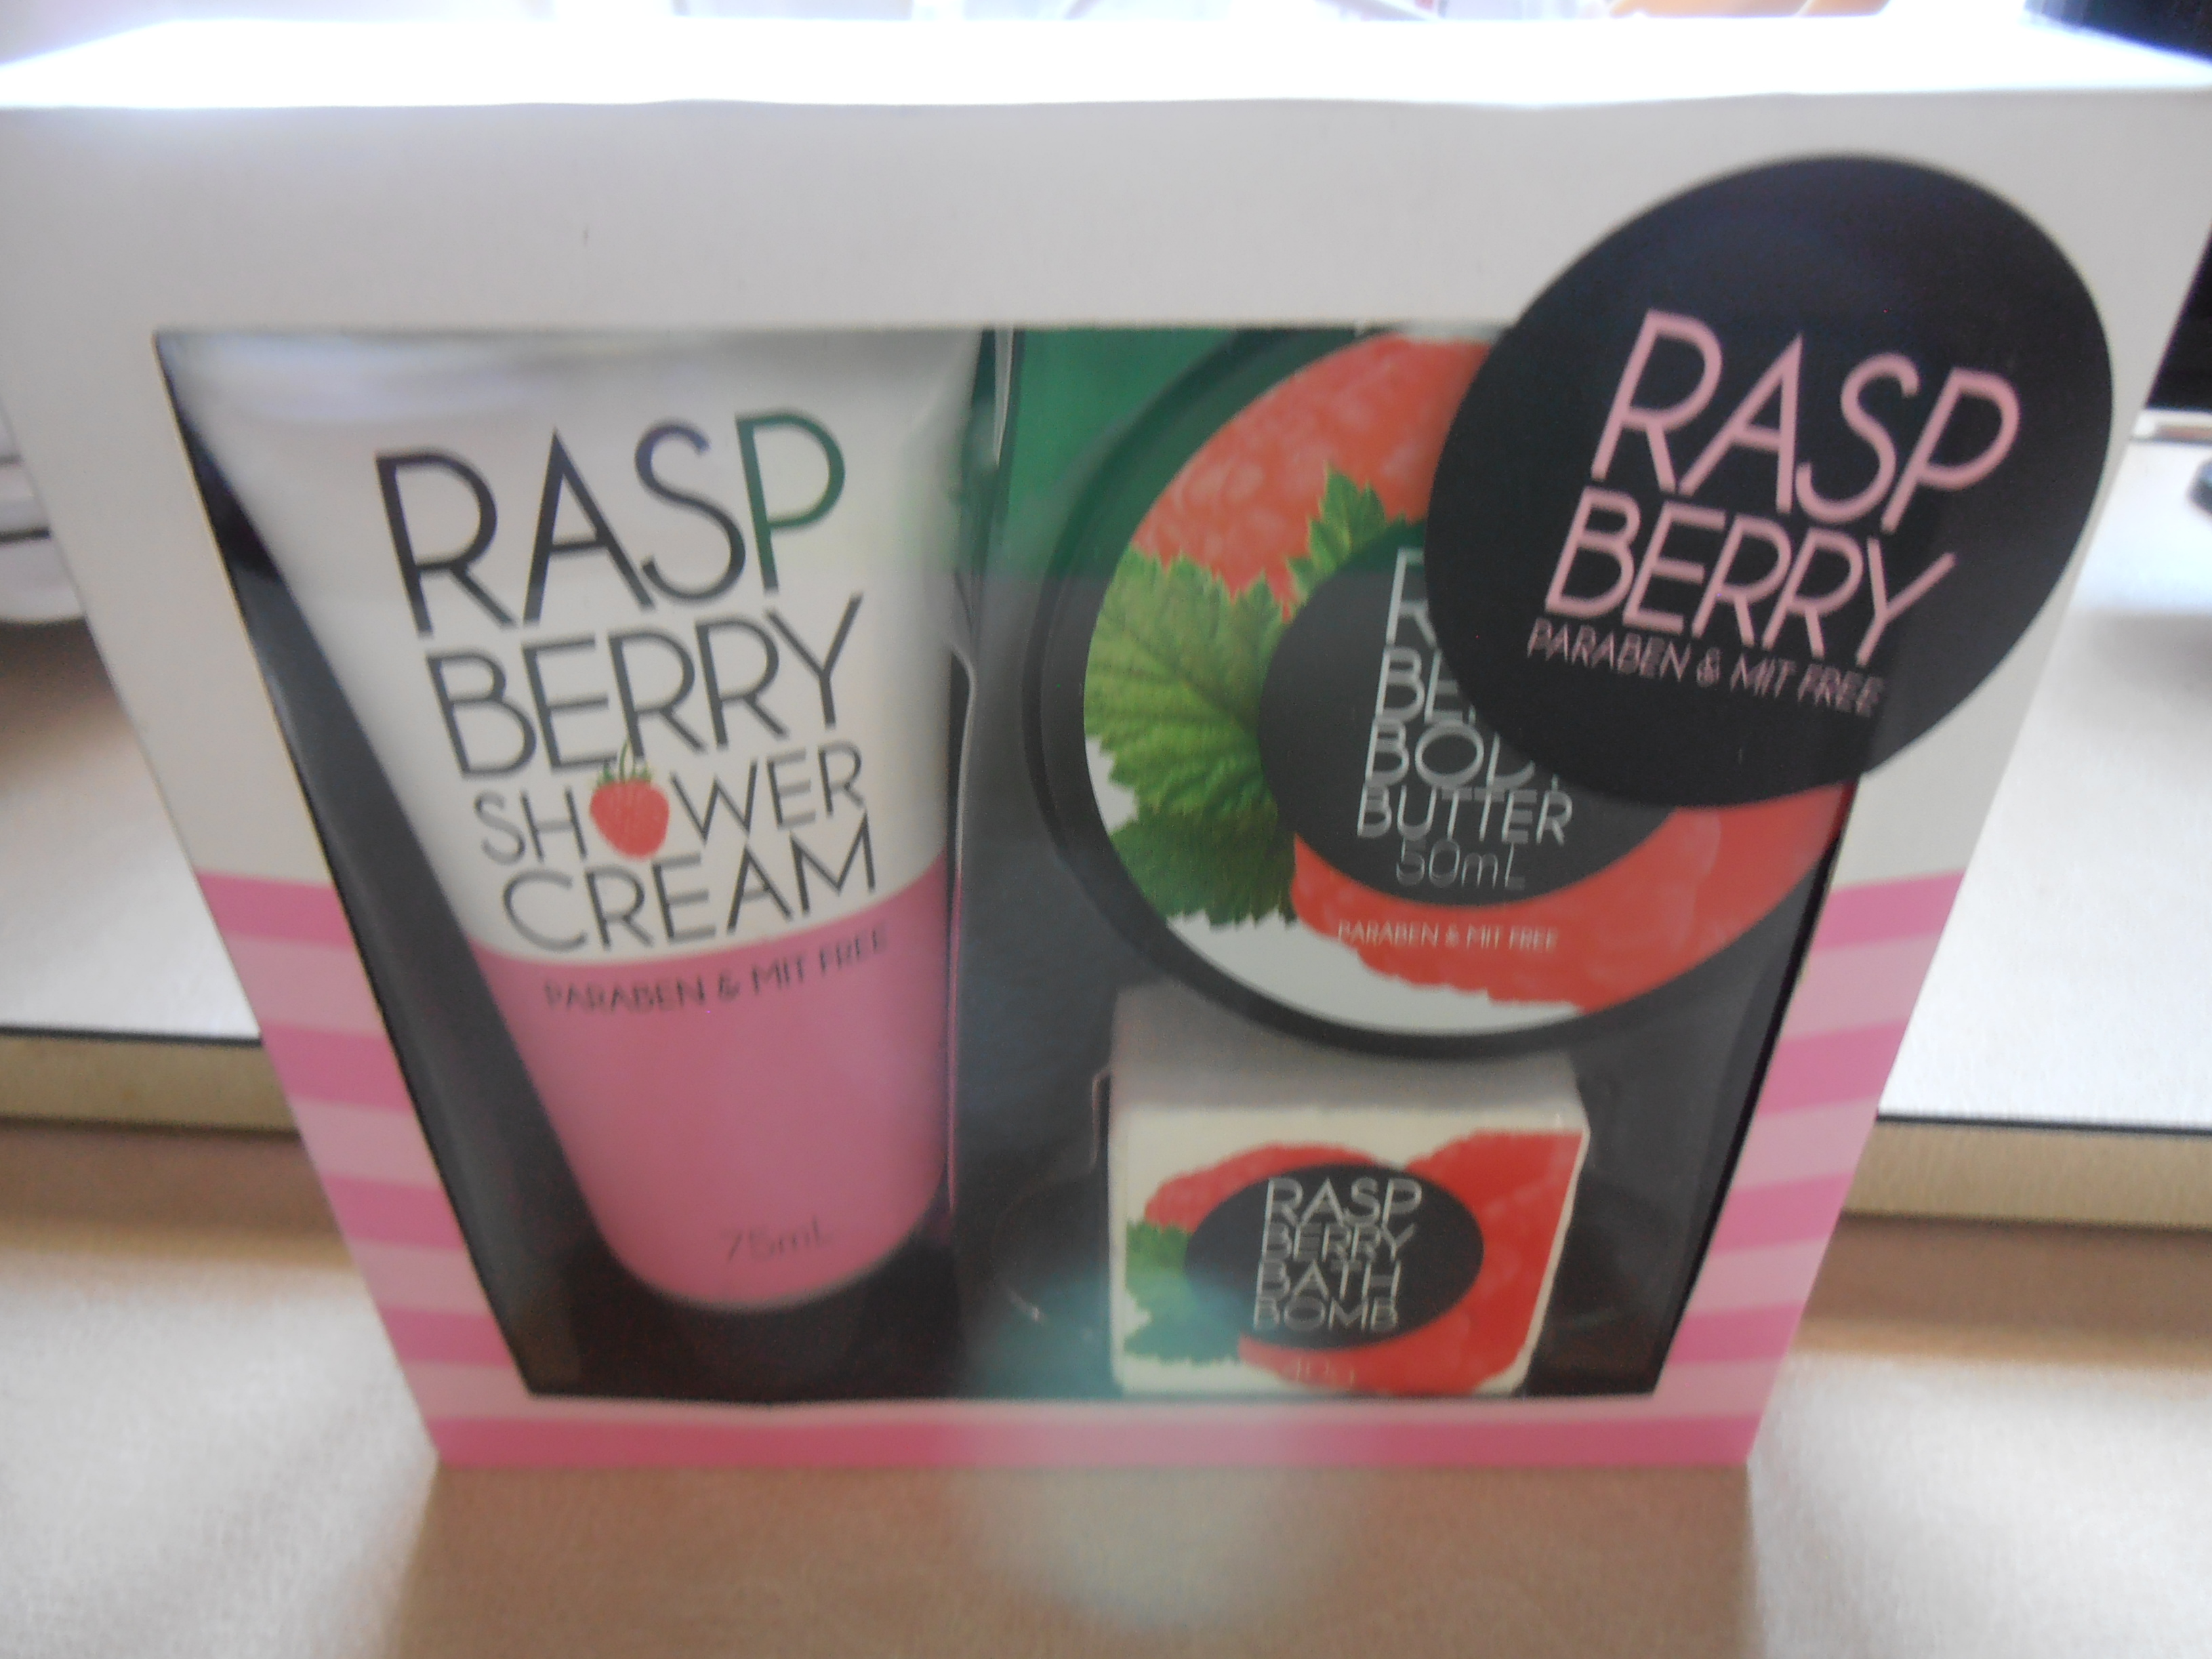 RASP
BERRY
SHOWER
CREAM
PARABEN & MIT FREE
75mL
RASP
BERRY
PARABEN & MIT FREE
BUTTER
50mL
PARABEN & MIT FREE
RASP
BERRY
BATH
BOMB
40g